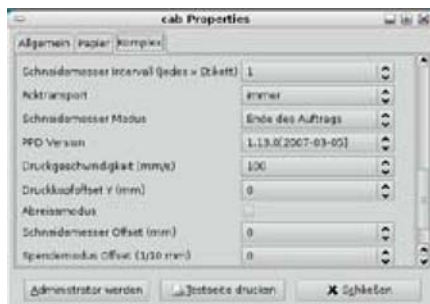 cab Properties
Allgemein Papier Komplex
Schneidemesser Intervall (Jedes x Etikett) 1
Rcktransport immer
Schneidemesser Modus Ende des Auftrags
PPD Version 1.13.0[2007-03-05]
Druckgeschwindigkeit (mm/s) 100
Druckkopfoffset Y (mm) 0
Abreissmodus
Schneidemesser Offset (mm) 0
Spendemodus Offset (1/10 mm) 0
Administrator werden Testseite drucken Schließen